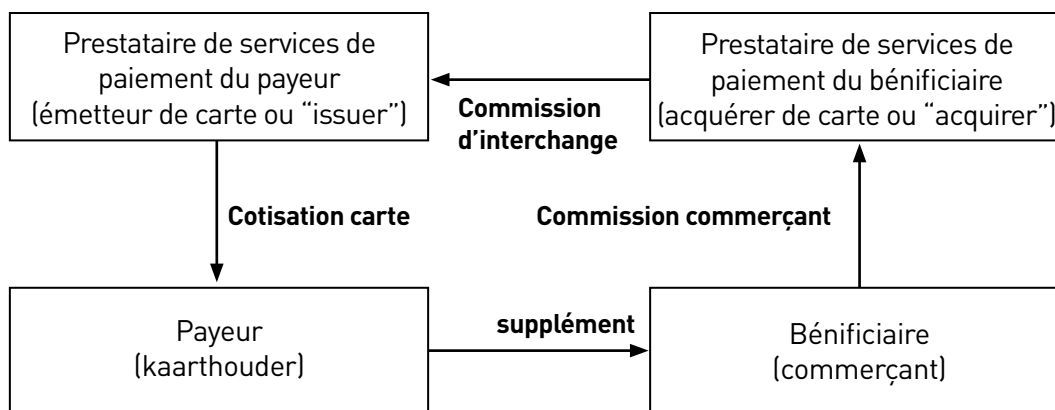 Prestataire de services de
paiement du payeur
(émetteur de carte ou “issuer”)
Commission
d’interchange
Prestataire de services de
paiement du bénificiaire
(acquérer de carte ou “acquirer”)
Cotisation carte
Commission commerçant
Payeur
(kaarthouder)
supplément
Bénificiaire
(commerçant)